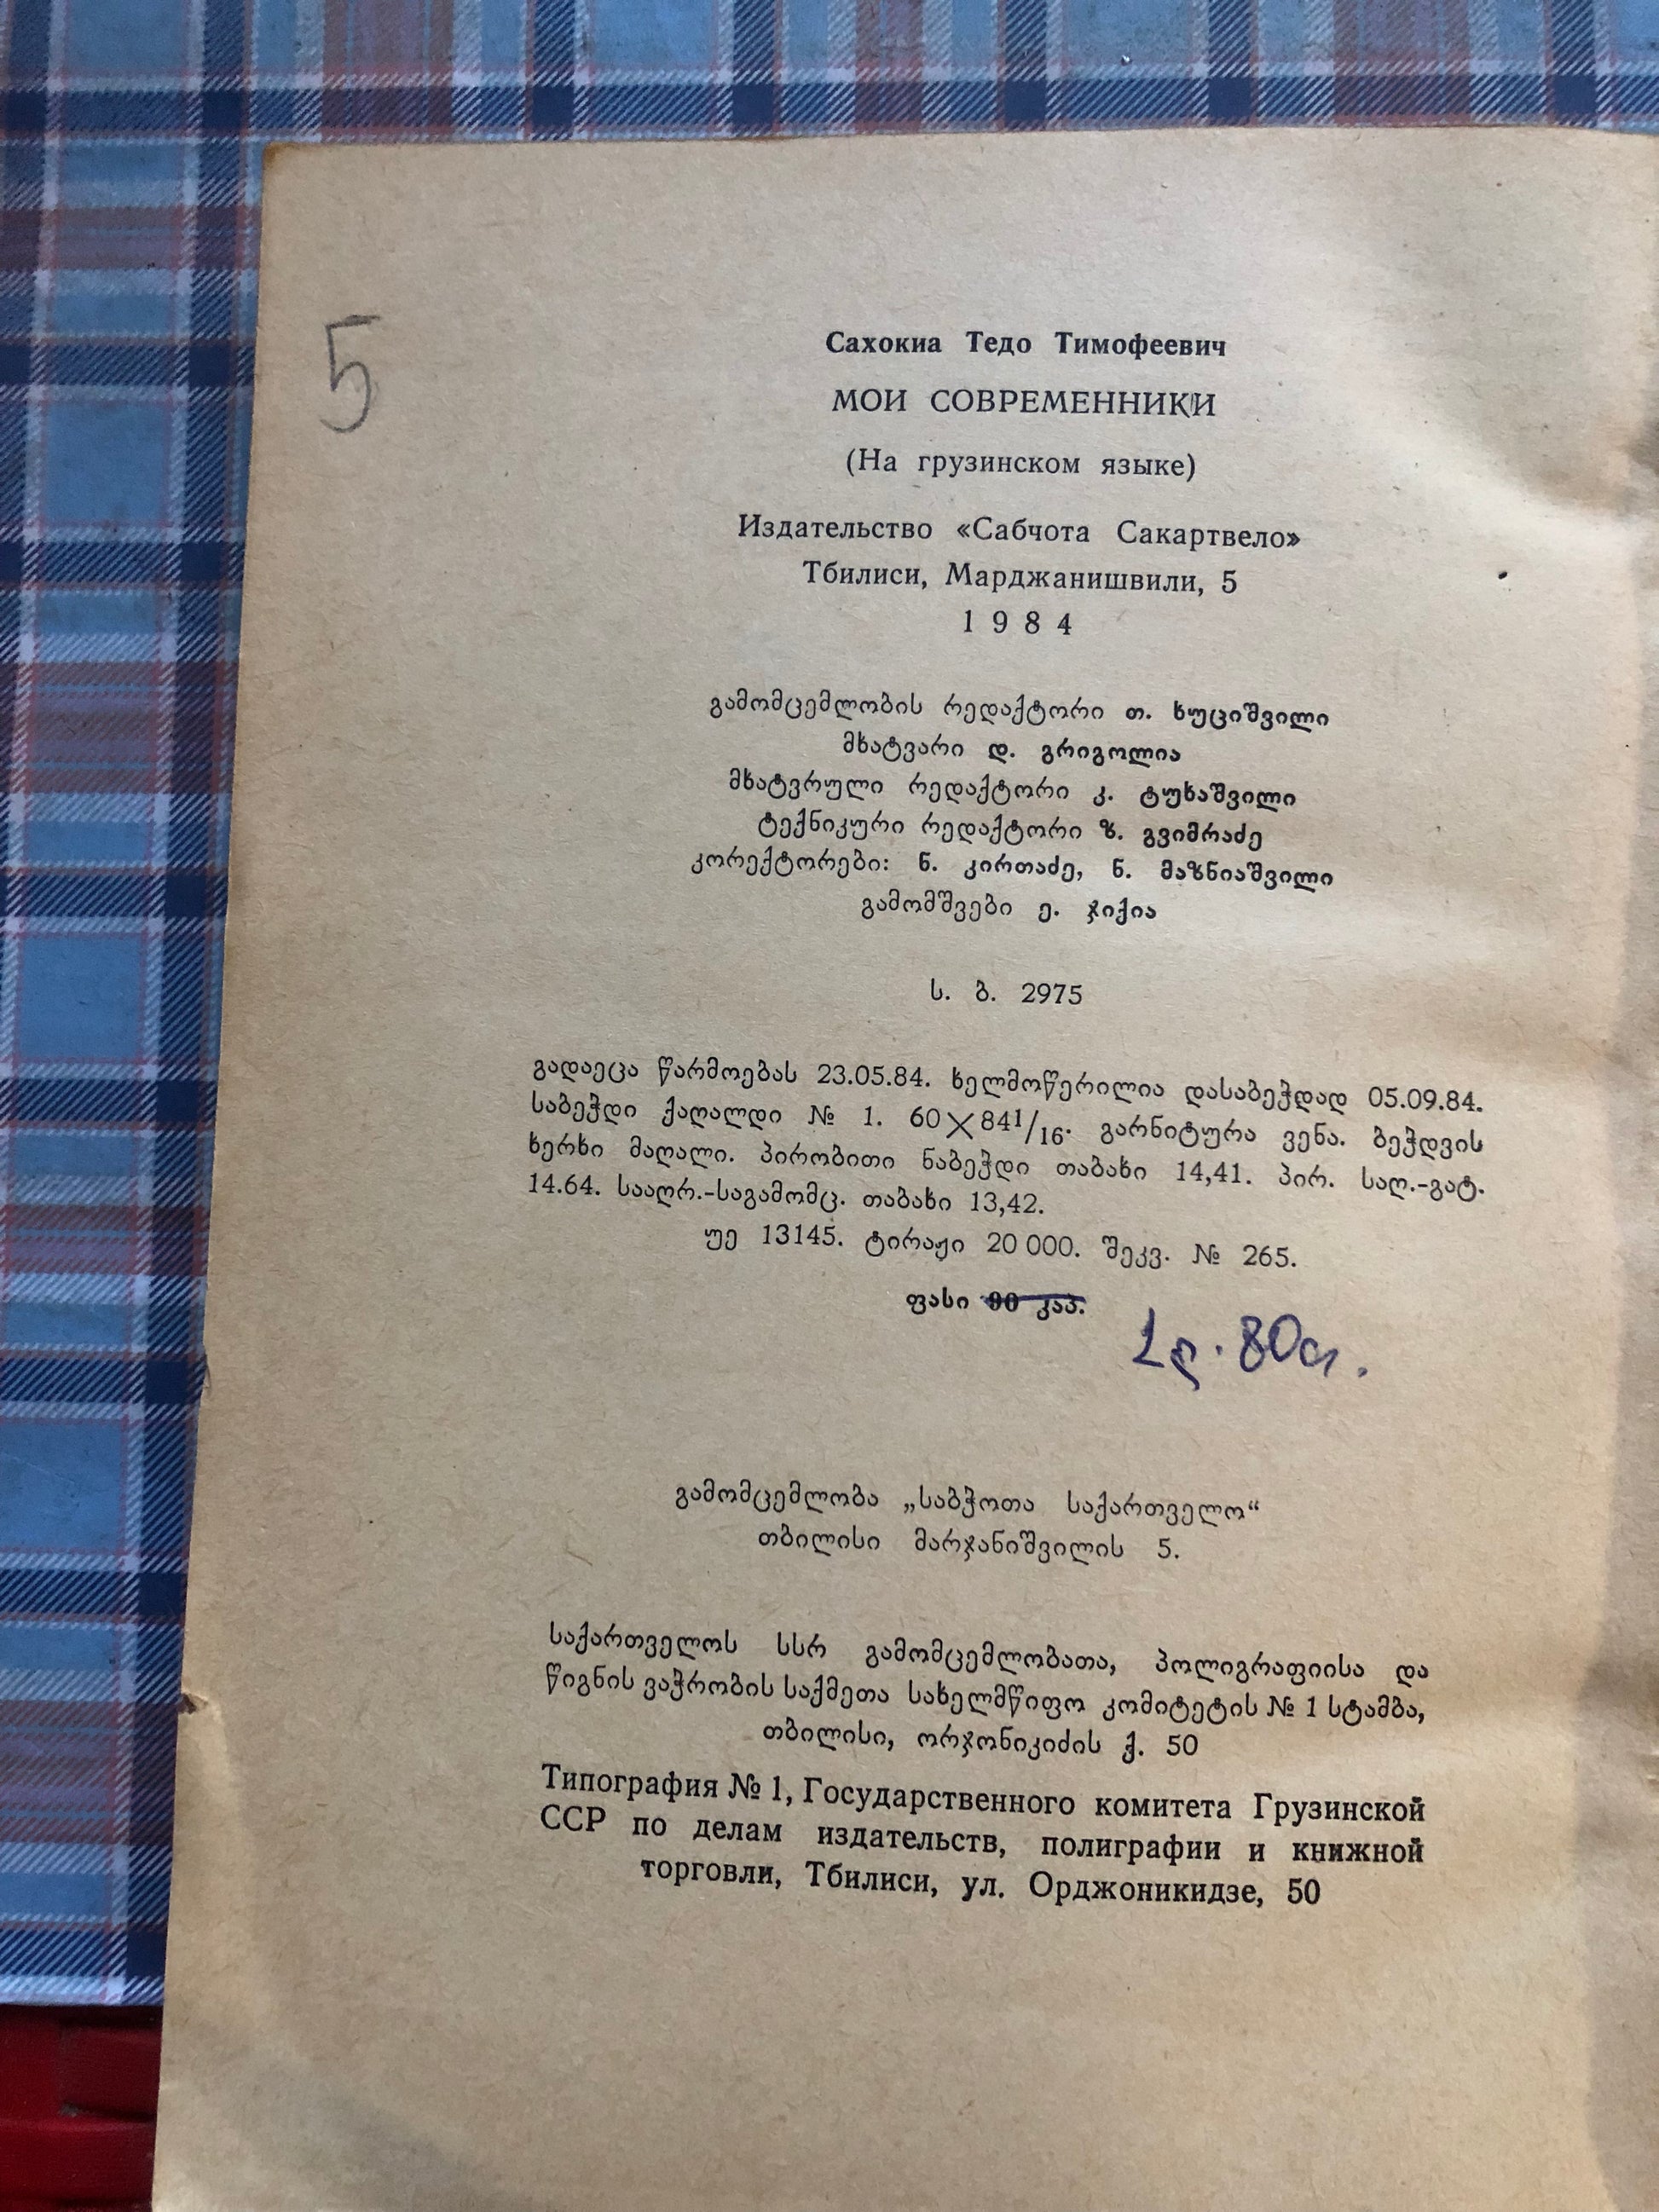 5
Сахокиа Тедо Тимофеевич
МОИ СОВРЕМЕННИКИ
(На грузинском языке)
Издательство «Сабчота Сакартвело»
Тбилиси, Марджанишвили, 5
1984
გამომცემლობის რედაქტორი თ. ხუციშვილი
მხატვარი დ. გრიგოლია
მხატვრული რედაქტორი კ. ტუხაშვილი
ტექნიკური რედაქტორი ზ. გვიმრაძე
კორექტორები: ნ. კირთაძე, ნ. მაზნიაშვილი
გამომშვები ე. ჯიქია
ს. ბ. 2975
გადაეცა წარმოებას 23.05.84. ხელმოწერილია დასაბეჭდად 05.09.84.
საბეჭდი ქაღალდი № 1. 60×84¹/₁₆. გარნიტურა ვენა. ბეჭდვის
ხერხი მაღალი. პირობითი ნაბეჭდი თაბახი 14,41. პირ. საღ.-გატ.
14.64. სააღრ.-საგამომც. თაბახი 13,42.
უე 13145. ტირაჟი 20 000. შეკვ. № 265.
ფასი 90 კაპ.
80
გამომცემლობა „საბჭოთა საქართველო“
თბილისი მარჯანიშვილის 5.
საქართველოს სსრ გამომცემლობათა, პოლიგრაფიისა და
წიგნის ვაჭრობის საქმეთა სახელმწიფო კომიტეტის № 1 სტამბა,
თბილისი, ორჯონიკიძის ქ. 50
Типография № 1, Государственного комитета Грузинской
ССР по делам издательств, полиграфии и книжной
торговли, Тбилиси, ул. Орджоникидзе, 50